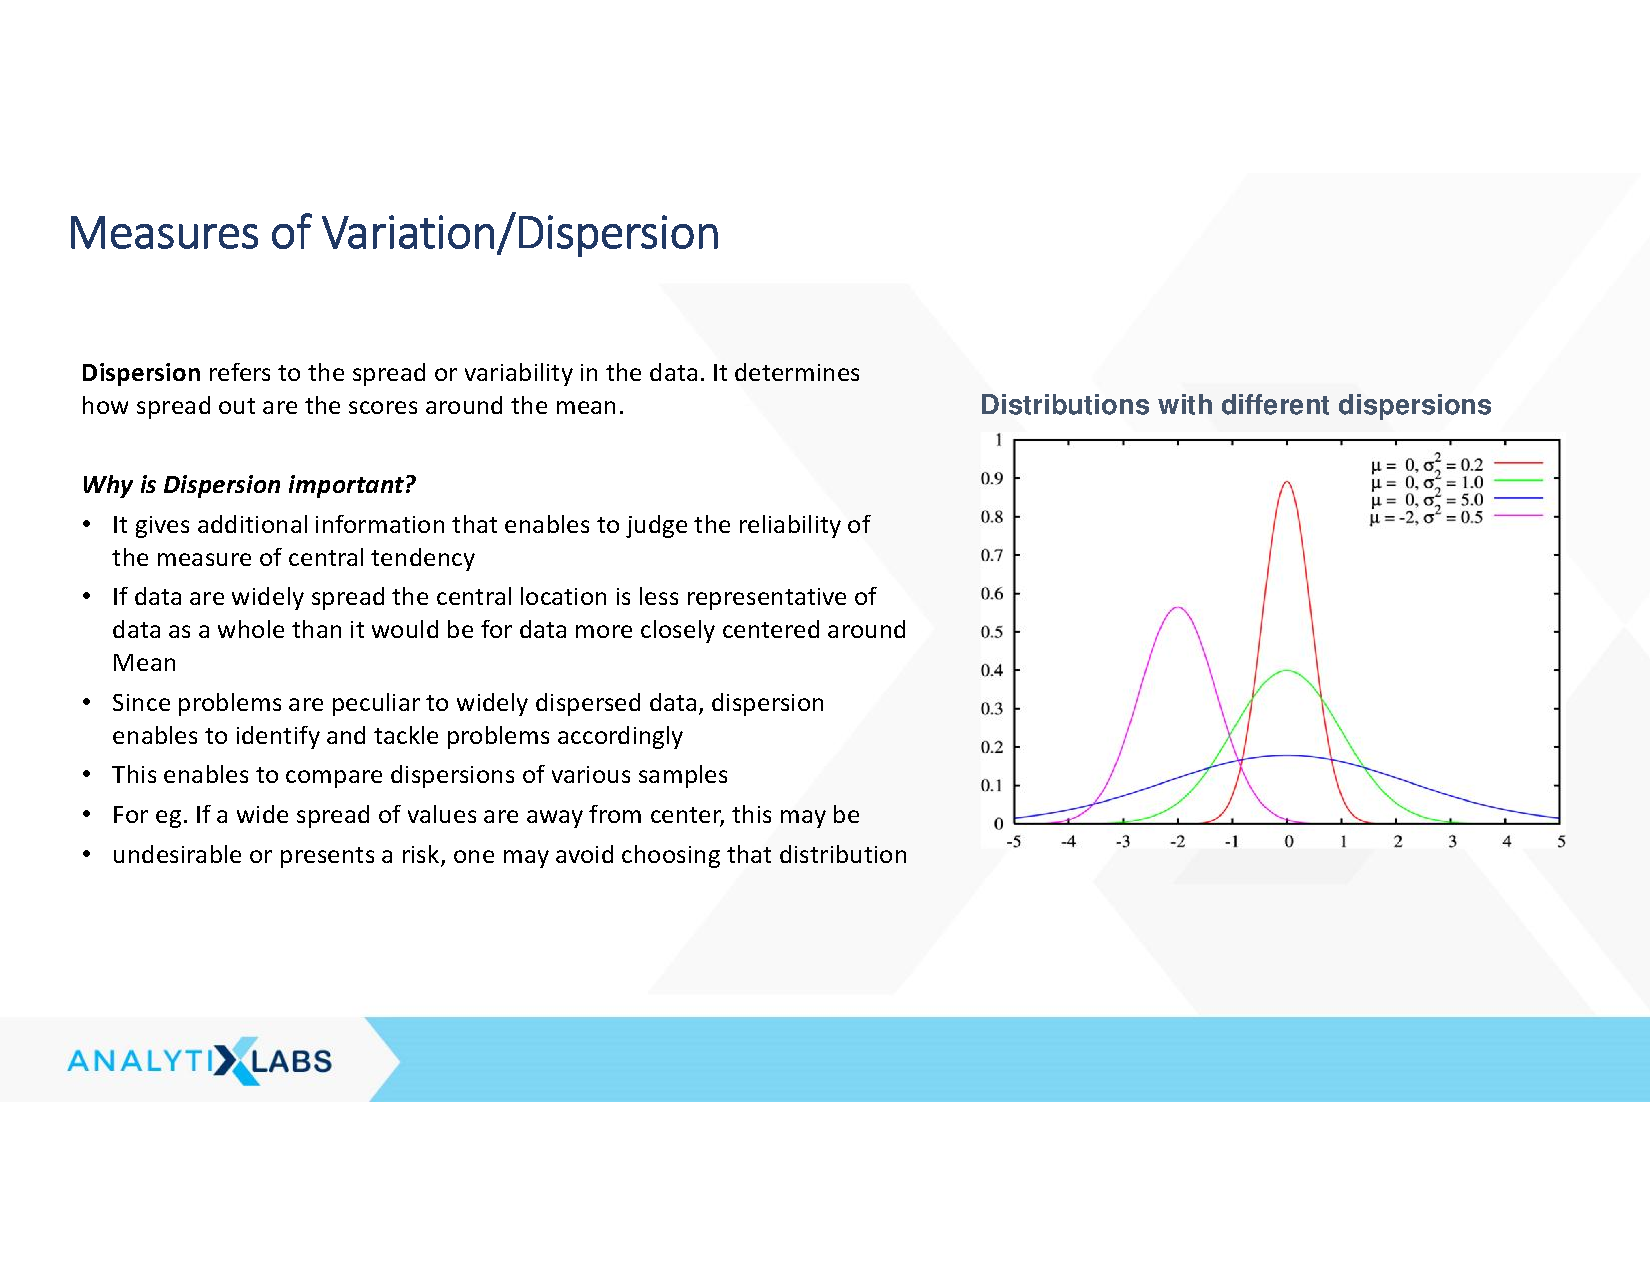 Measures of Variation/Dispersion
Dispersion refers to the spread or variability in the data. It determines
how spread out are the scores around the mean.
Why is Dispersion important?
• It gives additional information that enables to judge the reliability of
the measure of central tendency
• If data are widely spread the central location is less representative of
data as a whole than it would be for data more closely centered around
Mean
• Since problems are peculiar to widely dispersed data, dispersion
enables to identify and tackle problems accordingly
• This enables to compare dispersions of various samples
• For eg. If a wide spread of values are away from center, this may be
• undesirable or presents a risk, one may avoid choosing that distribution
Distributions with different dispersions
μ = 0, σ² = 0.2
μ = 0, σ² = 1.0
μ = 0, σ² = 5.0
μ = -2, σ² = 0.5
1
0.9
0.8
0.7
0.6
0.5
0.4
0.3
0.2
0.1
0
-5 -4 -3 -2 -1 0 1 2 3 4 5
ANALYTIXLABS